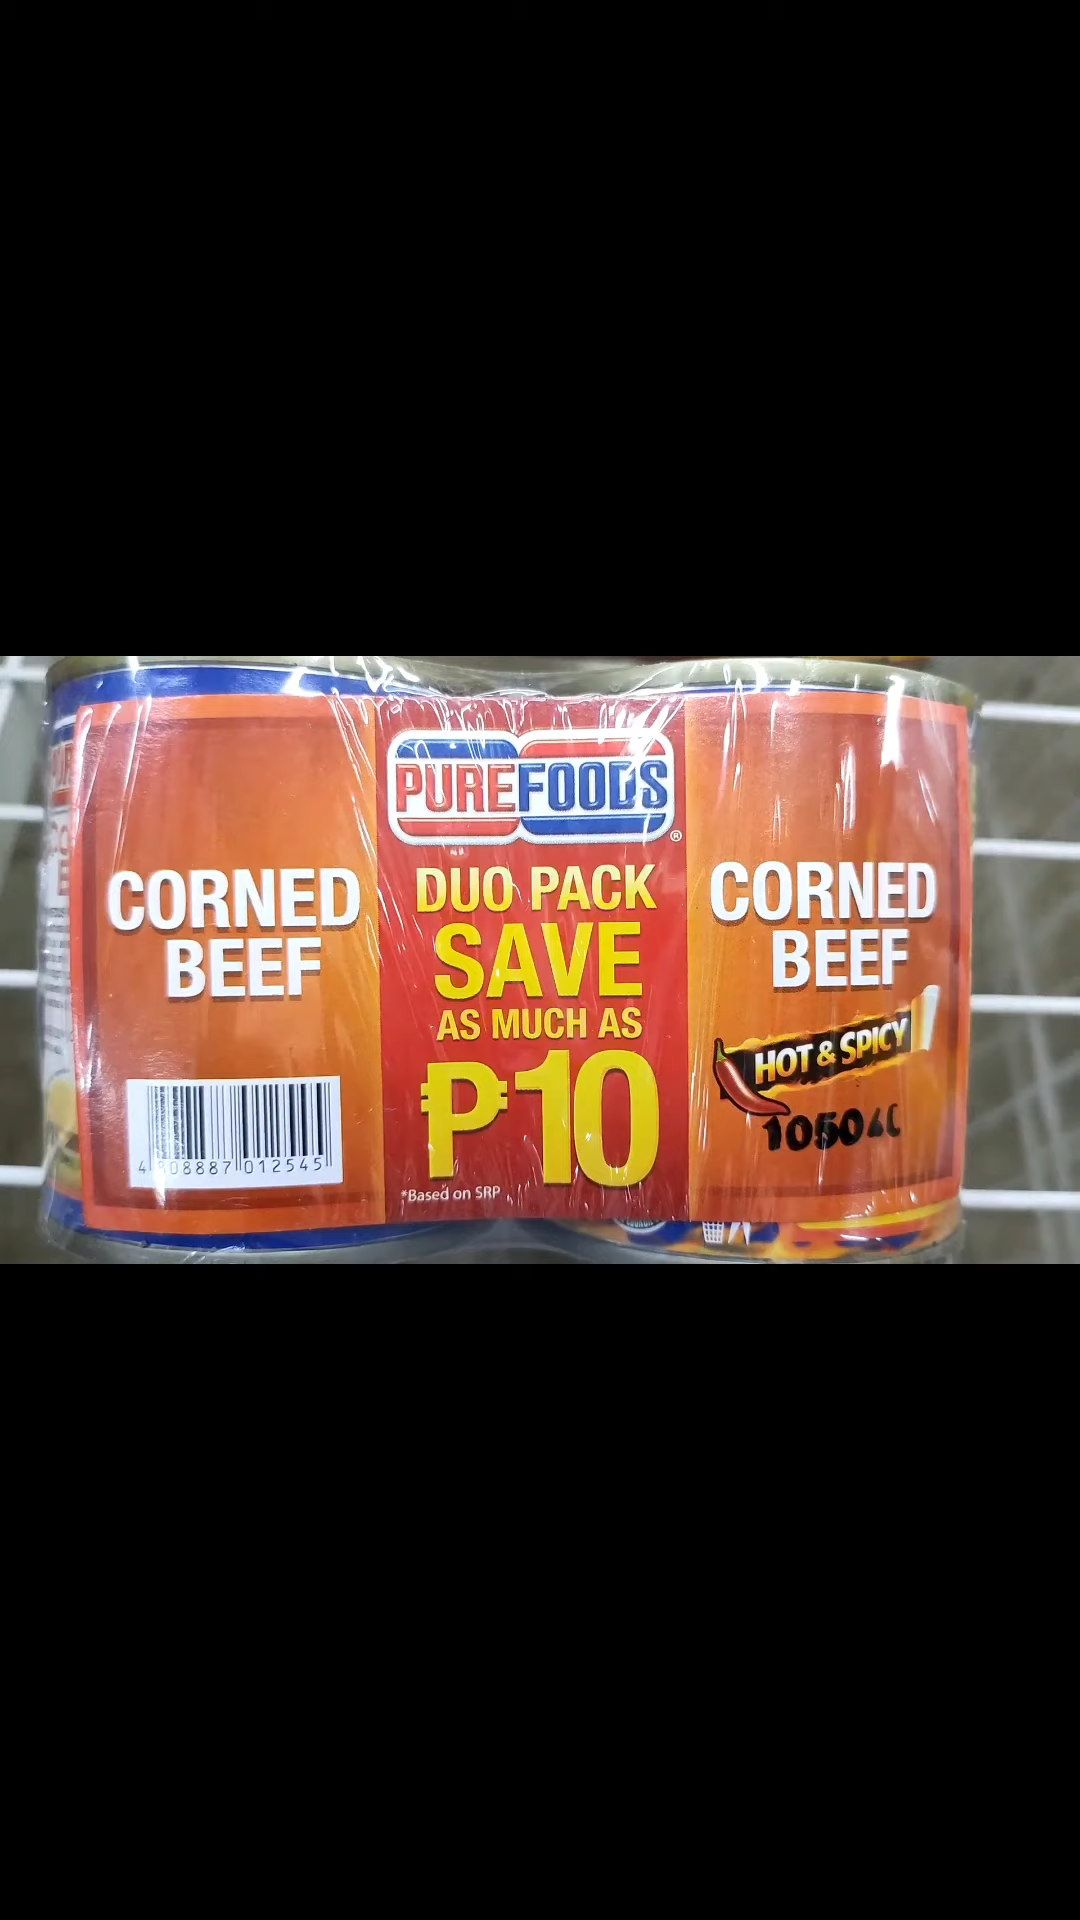 PUREFOODS
®
CORNED
BEEF
4 808887 012545
DUO PACK
SAVE
AS MUCH AS
₱10
*Based on SRP
CORNED
BEEF
HOT & SPICY